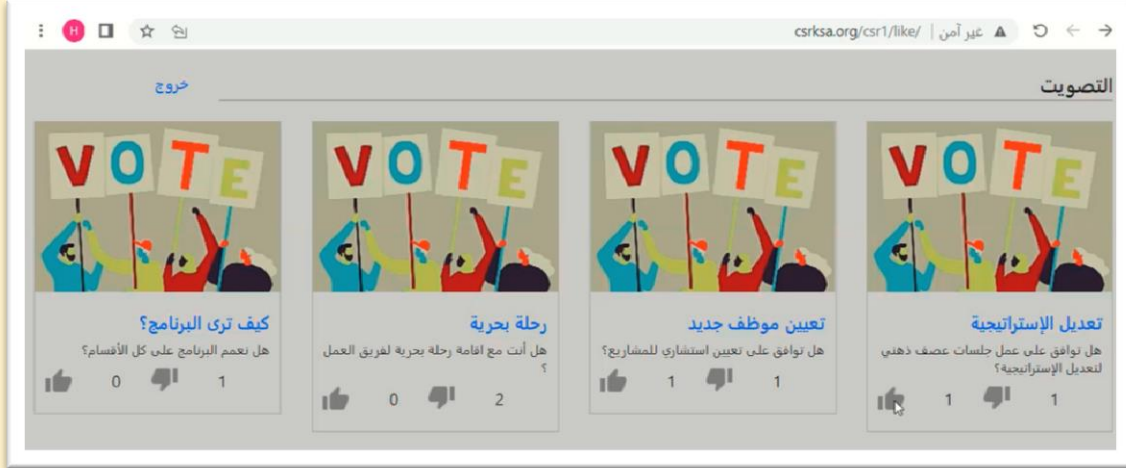 csrksa.org/csr1/like/ | غير آمن
H
التصويت
خروج
VOTE
تعديل الإستراتيجية
هل توافق على عمل جلسات عصف ذهني
لتعديل الإستراتيجية؟
1 1
VOTE
تعيين موظف جديد
هل توافق على تعيين استشاري للمشاريع؟
1 1
VOTE
رحلة بحرية
هل أنت مع اقامة رحلة بحرية لفريق العمل
؟
0 2
VOTE
كيف ترى البرنامج؟
هل نعمم البرنامج على كل الأقسام؟
0 1